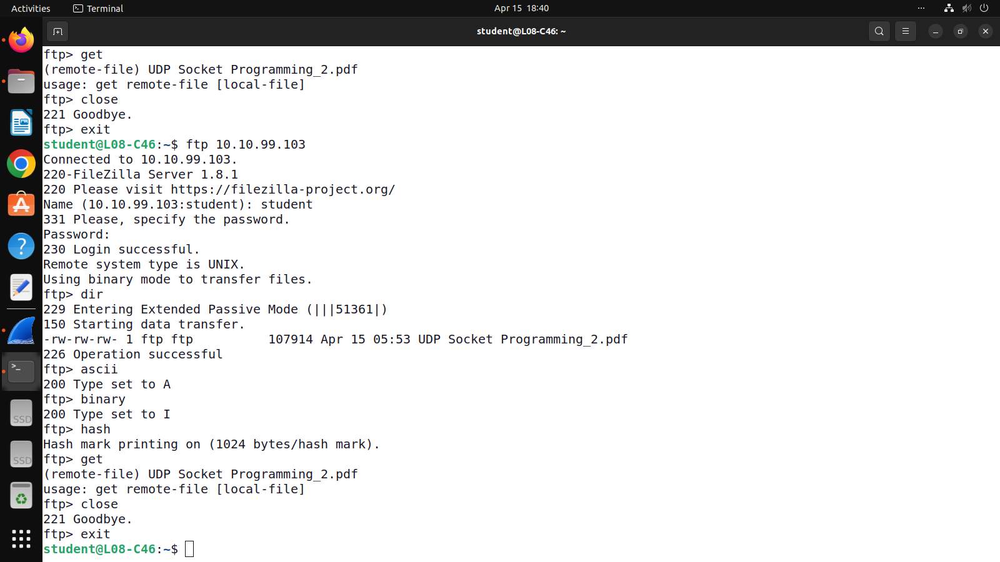 Activities
Terminal
Apr 15 18:40
student@L08-C46: ~
ftp> get
(remote-file) UDP Socket Programming_2.pdf
usage: get remote-file [local-file]
ftp> close
221 Goodbye.
ftp> exit
student@L08-C46:~$ ftp 10.10.99.103
Connected to 10.10.99.103.
220-FileZilla Server 1.8.1
220 Please visit https://filezilla-project.org/
Name (10.10.99.103:student): student
331 Please, specify the password.
Password:
230 Login successful.
Remote system type is UNIX.
Using binary mode to transfer files.
ftp> dir
229 Entering Extended Passive Mode (|||51361|)
150 Starting data transfer.
-rw-rw-rw- 1 ftp ftp          107914 Apr 15 05:53 UDP Socket Programming_2.pdf
226 Operation successful
ftp> ascii
200 Type set to A
ftp> binary
200 Type set to I
ftp> hash
Hash mark printing on (1024 bytes/hash mark).
ftp> get
(remote-file) UDP Socket Programming_2.pdf
usage: get remote-file [local-file]
ftp> close
221 Goodbye.
ftp> exit
student@L08-C46:~$
SSD
SSD